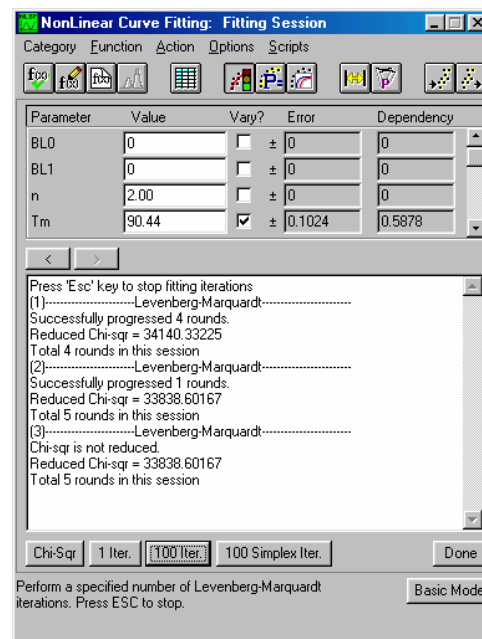 NonLinear Curve Fitting: Fitting Session
Category Function Action Options Scripts
Parameter Value Vary? Error Dependency
BL0 0 ± 0 0
BL1 0 ± 0 0
n 2.00 ± 0 0
Tm 90.44 ± 0.1024 0.5878
< >
Press 'Esc' key to stop fitting iterations
(1)-----------------------Levenberg-Marquardt-----------------------
Successfully progressed 4 rounds.
Reduced Chi-sqr = 34140.33225
Total 4 rounds in this session
(2)-----------------------Levenberg-Marquardt-----------------------
Successfully progressed 1 rounds.
Reduced Chi-sqr = 33838.60167
Total 5 rounds in this session
(3)-----------------------Levenberg-Marquardt-----------------------
Chi-sqr is not reduced.
Reduced Chi-sqr = 33838.60167
Total 5 rounds in this session
Chi-Sqr 1 Iter. 100 Iter. 100 Simplex Iter. Done
Perform a specified number of Levenberg-Marquardt
iterations. Press ESC to stop.
Basic Mode